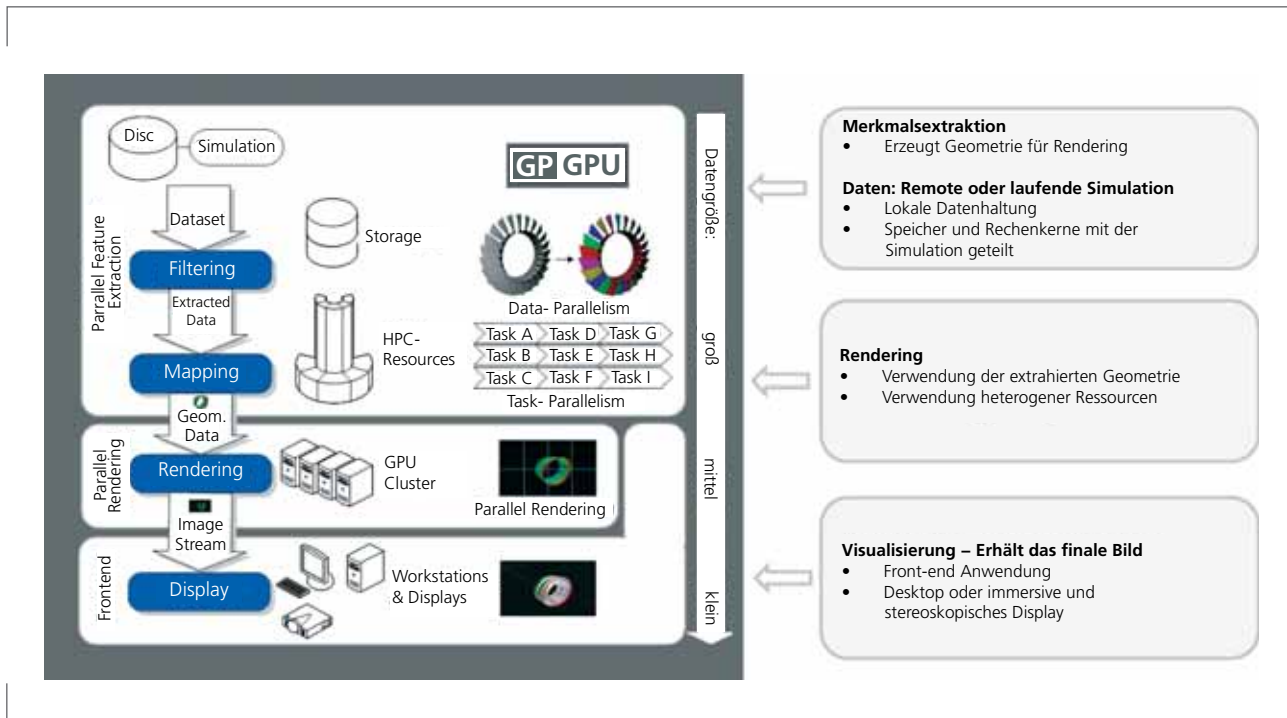 Disc
Simulation
GP GPU
Dataset
Storage
Filtering
Parrallel Feature
Extraction
Extracted
Data
Data- Parallelism
HPC-
Resources
Task A Task D Task G
Task B Task E Task H
Task C Task F Task I
Task- Parallelism
Mapping
Geom.
Data
Parallel
Rendering
Rendering
GPU
Cluster
Parallel Rendering
Image
Stream
Frontend
Display
Workstations
& Displays
Datengröße:
groß
mittel
klein
Merkmalsextraktion
• Erzeugt Geometrie für Rendering
Daten: Remote oder laufende Simulation
• Lokale Datenhaltung
• Speicher und Rechenkerne mit der
Simulation geteilt
Rendering
• Verwendung der extrahierten Geometrie
• Verwendung heterogener Ressourcen
Visualisierung – Erhält das finale Bild
• Front-end Anwendung
• Desktop oder immersive und
stereoskopisches Display